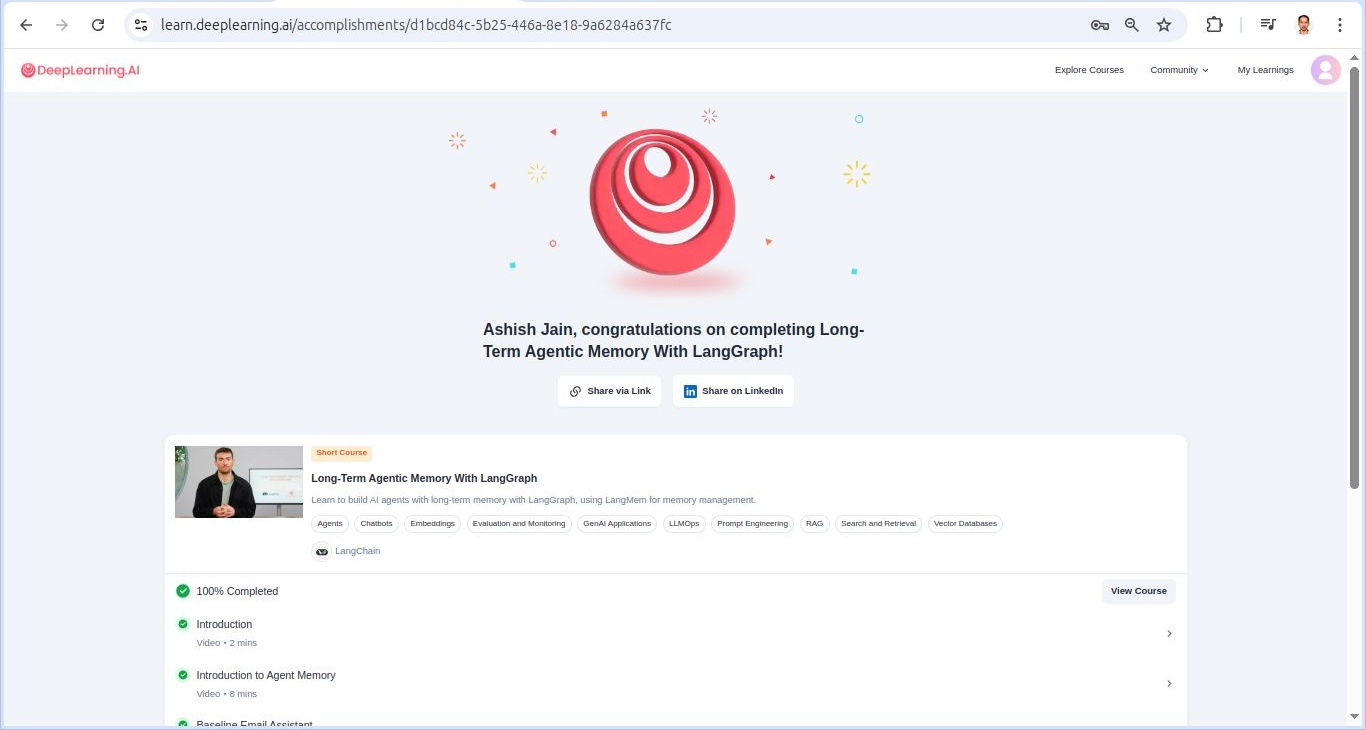 learn.deeplearning.ai/accomplishments/d1bcd84c-5b25-446a-8e18-9a6284a637fc
DeepLearning.AI
Explore Courses Community My Learnings
Ashish Jain, congratulations on completing Long-
Term Agentic Memory With LangGraph!
Share via Link Share on LinkedIn
Short Course
Long-Term Agentic Memory With LangGraph
Learn to build AI agents with long-term memory with LangGraph, using LangMem for memory management.
Agents Chatbots Embeddings Evaluation and Monitoring GenAI Applications LLMOps Prompt Engineering RAG Search and Retrieval Vector Databases
LangChain
100% Completed View Course
Introduction
Video • 2 mins
Introduction to Agent Memory
Video • 8 mins
Baseline Email Assistant